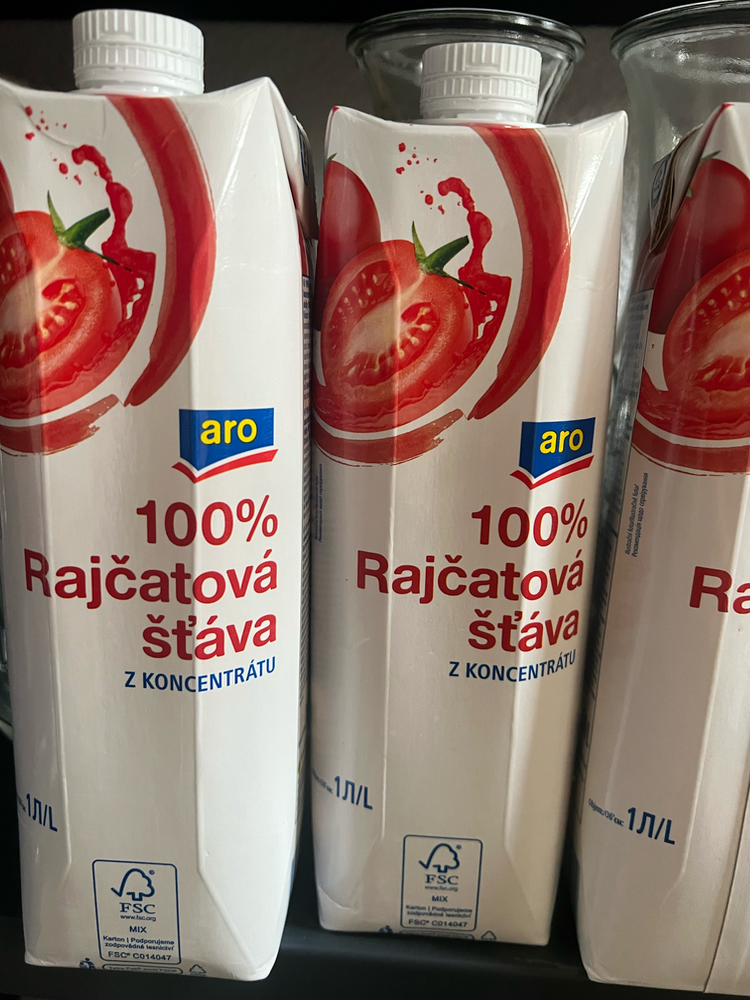 aro
100%
Rajčatová
šťáva
Z KONCENTRÁTU
1Л/L
FSC
www.fsc.org
MIX
Karton | Podporujeme
zodpovědné lesnictví
FSC® C014047
aro
100%
Rajčatová
šťáva
Z KONCENTRÁTU
1Л/L
FSC
www.fsc.org
MIX
Karton | Podporujeme
zodpovědné lesnictví
FSC® C014047
Ra
1Л/L